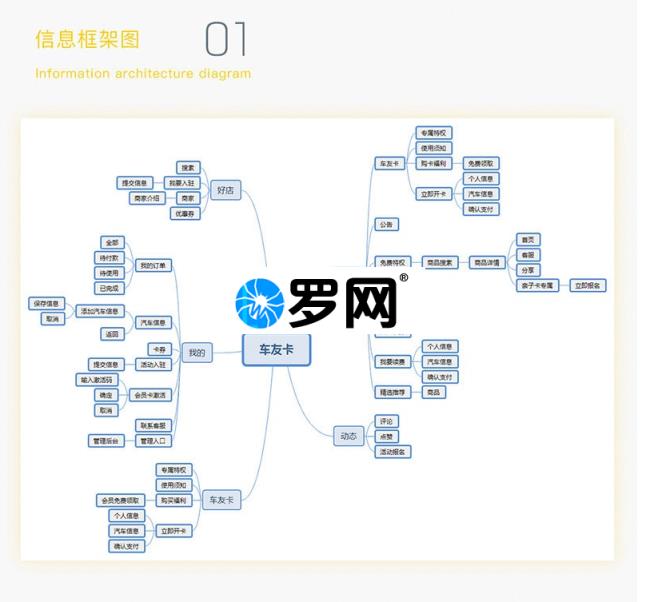 信息框架图
01
Information architecture diagram
好店
搜索
我要入驻
提交信息
商家
商家介绍
优惠券
我的
我的订单
全部
待付款
待使用
已完成
汽车信息
添加汽车信息
保存信息
取消
返回
卡券
活动入驻
提交信息
会员卡激活
输入激活码
确定
取消
联系客服
管理入口
管理后台
车友卡
专属特权
使用须知
购买福利
会员免费领取
立即开卡
个人信息
汽车信息
确认支付
罗网®
车友卡
车友卡
专属特权
使用须知
购卡福利
免费领取
立即开卡
个人信息
汽车信息
确认支付
公告
免费特权
商品搜索
商品详情
首页
客服
分享
亲子卡专属
立即报名
我要续费
个人信息
汽车信息
确认支付
精选推荐
商品
动态
评论
点赞
活动报名